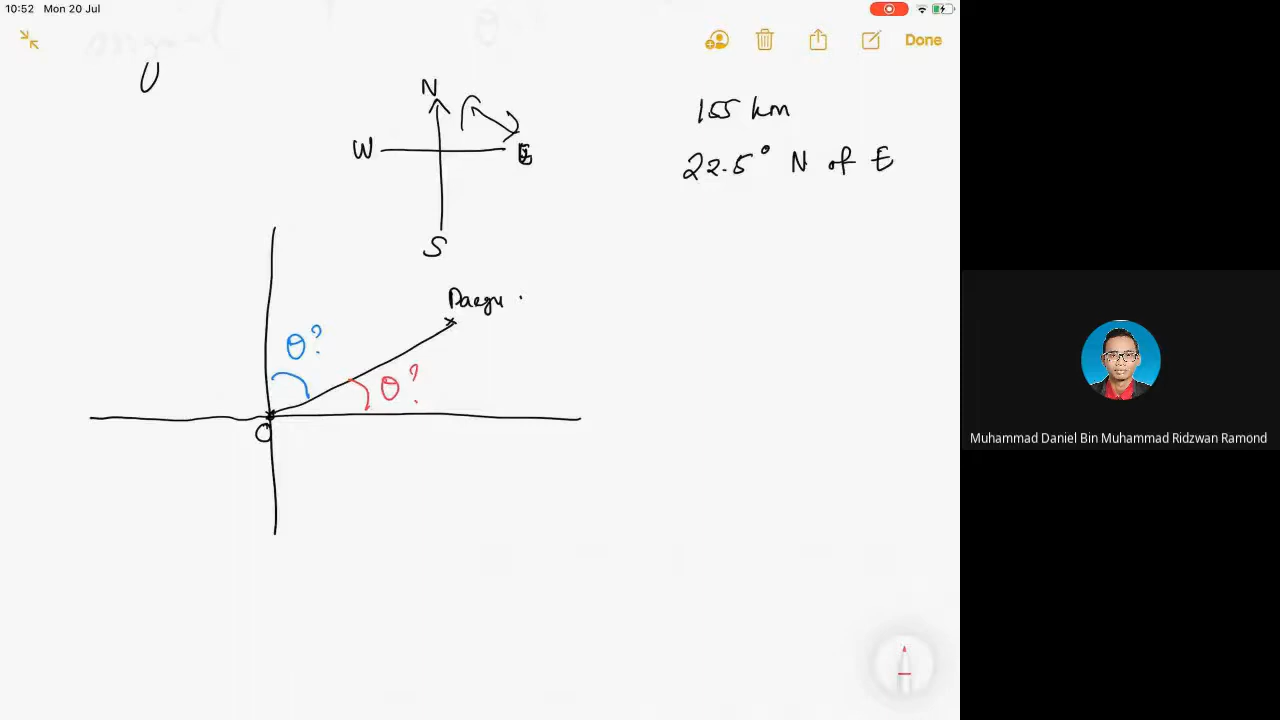 10:52 Mon 20 Jul
Done
N
W E
S
155 km
22.5° N of E
Daegu
θ?
θ?
O
Muhammad Daniel Bin Muhammad Ridzwan Ramond